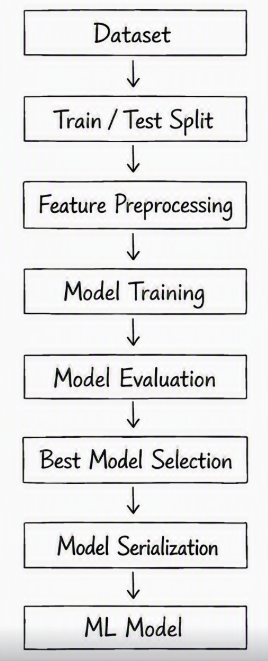 Dataset
Train / Test Split
Feature Preprocessing
Model Training
Model Evaluation
Best Model Selection
Model Serialization
ML Model